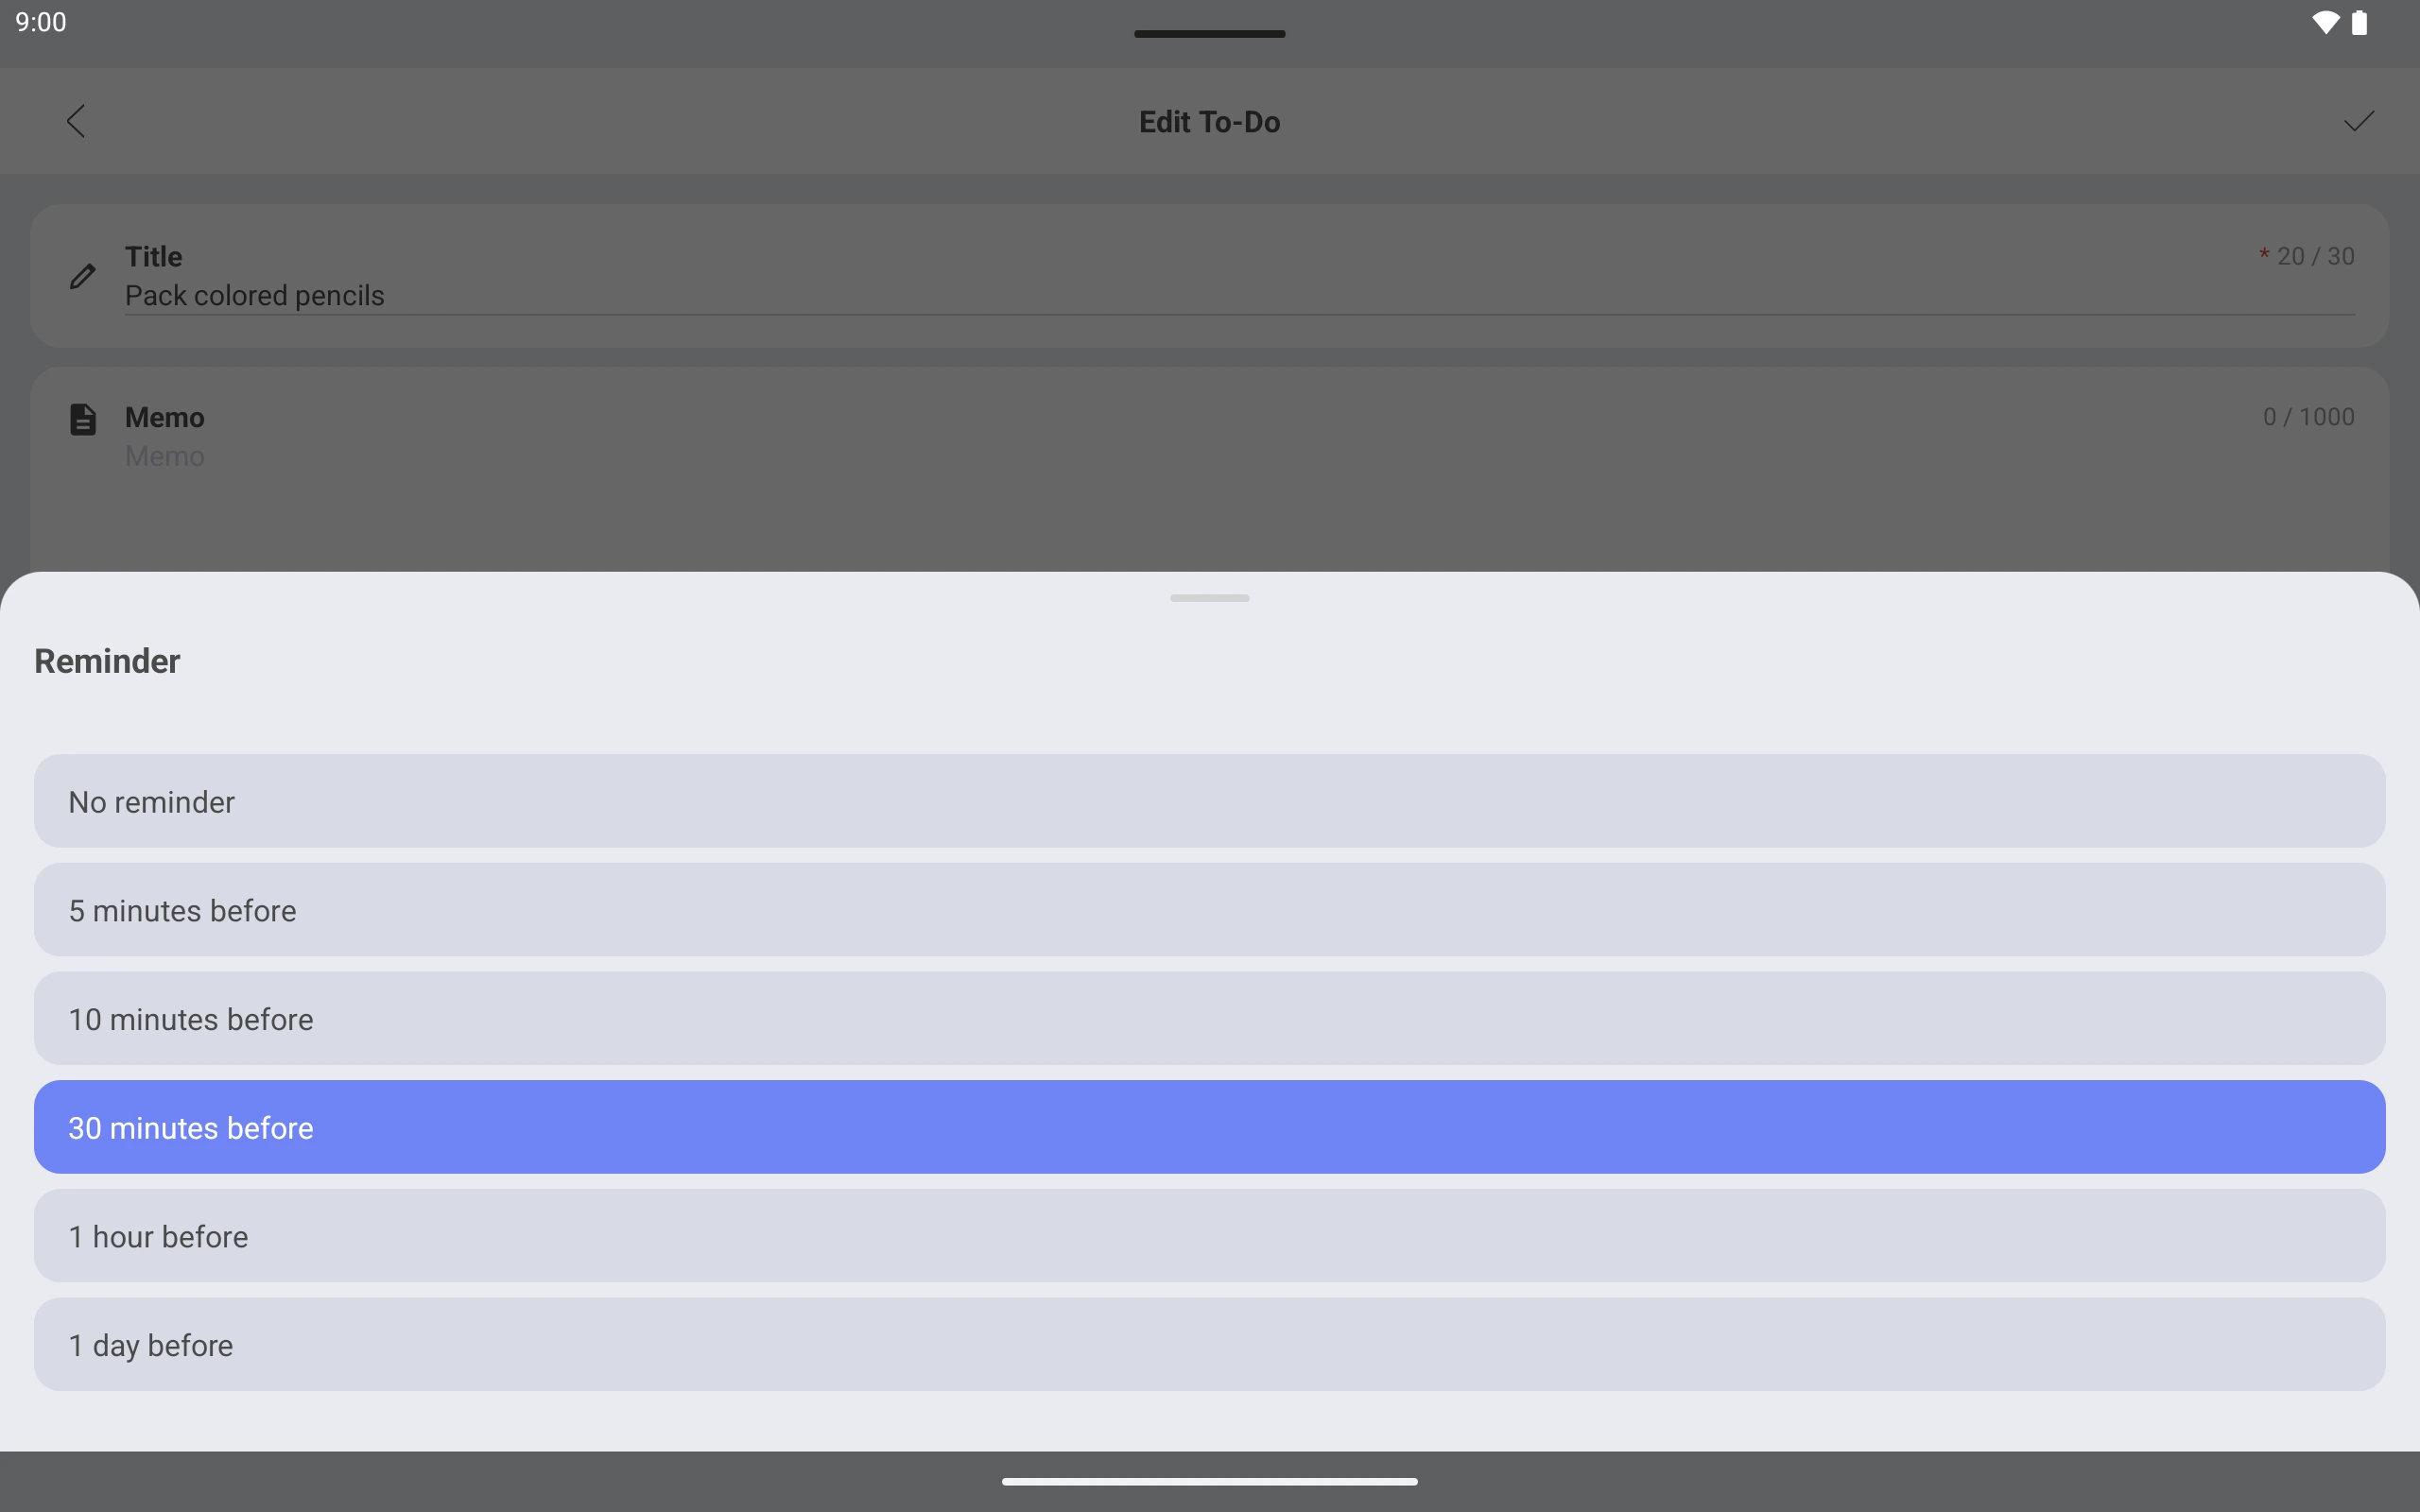 9:00
Edit To-Do
Title
* 20 / 30
Pack colored pencils
Memo
0 / 1000
Memo
Reminder
No reminder
5 minutes before
10 minutes before
30 minutes before
1 hour before
1 day before